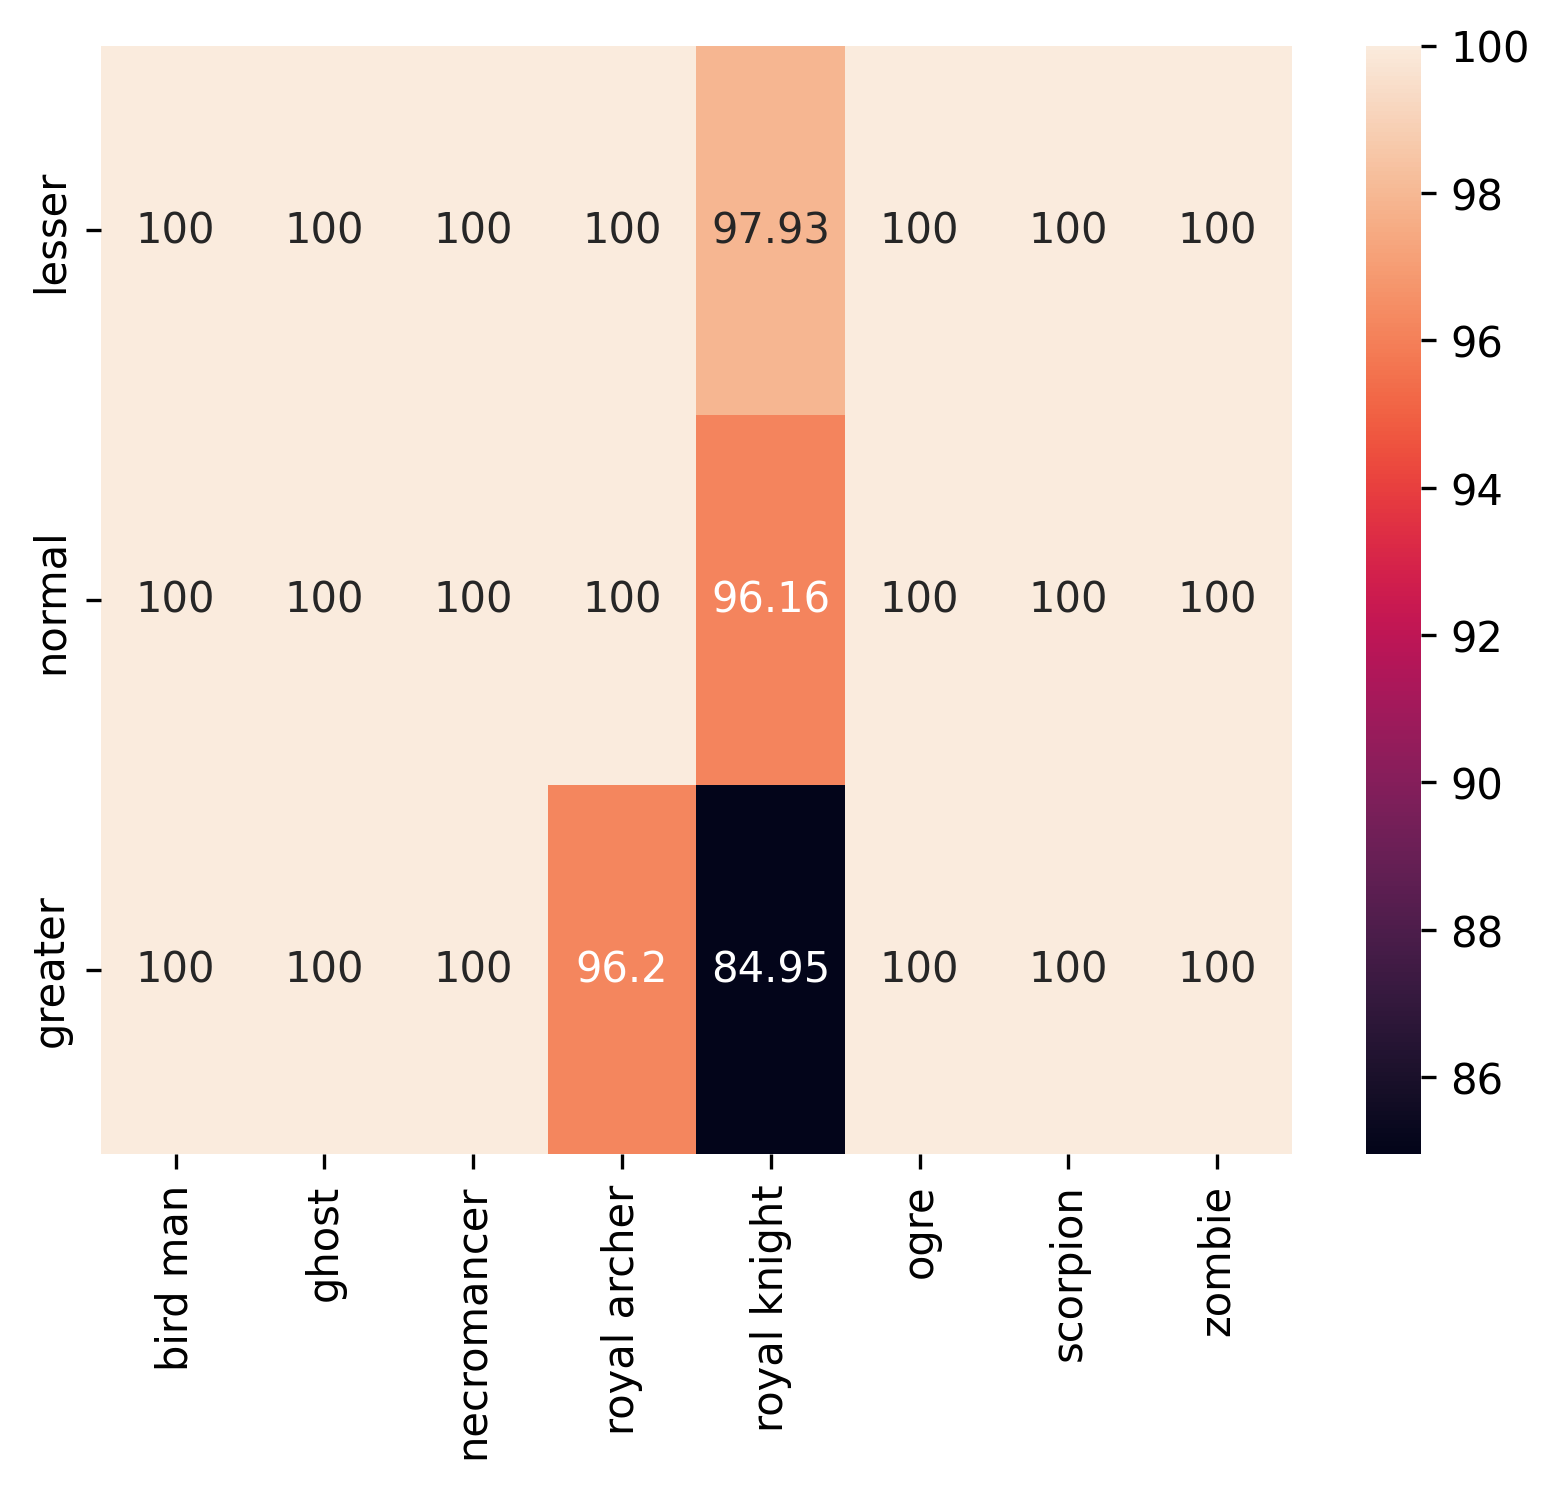 100
lesser 100 100 100 100 97.93 100 100 100
98
96
normal 100 100 100 100 96.16 100 100 100
94
92
90
greater 100 100 100 96.2 84.95 100 100 100
88
86
bird man ghost necromancer royal archer royal knight ogre scorpion zombie